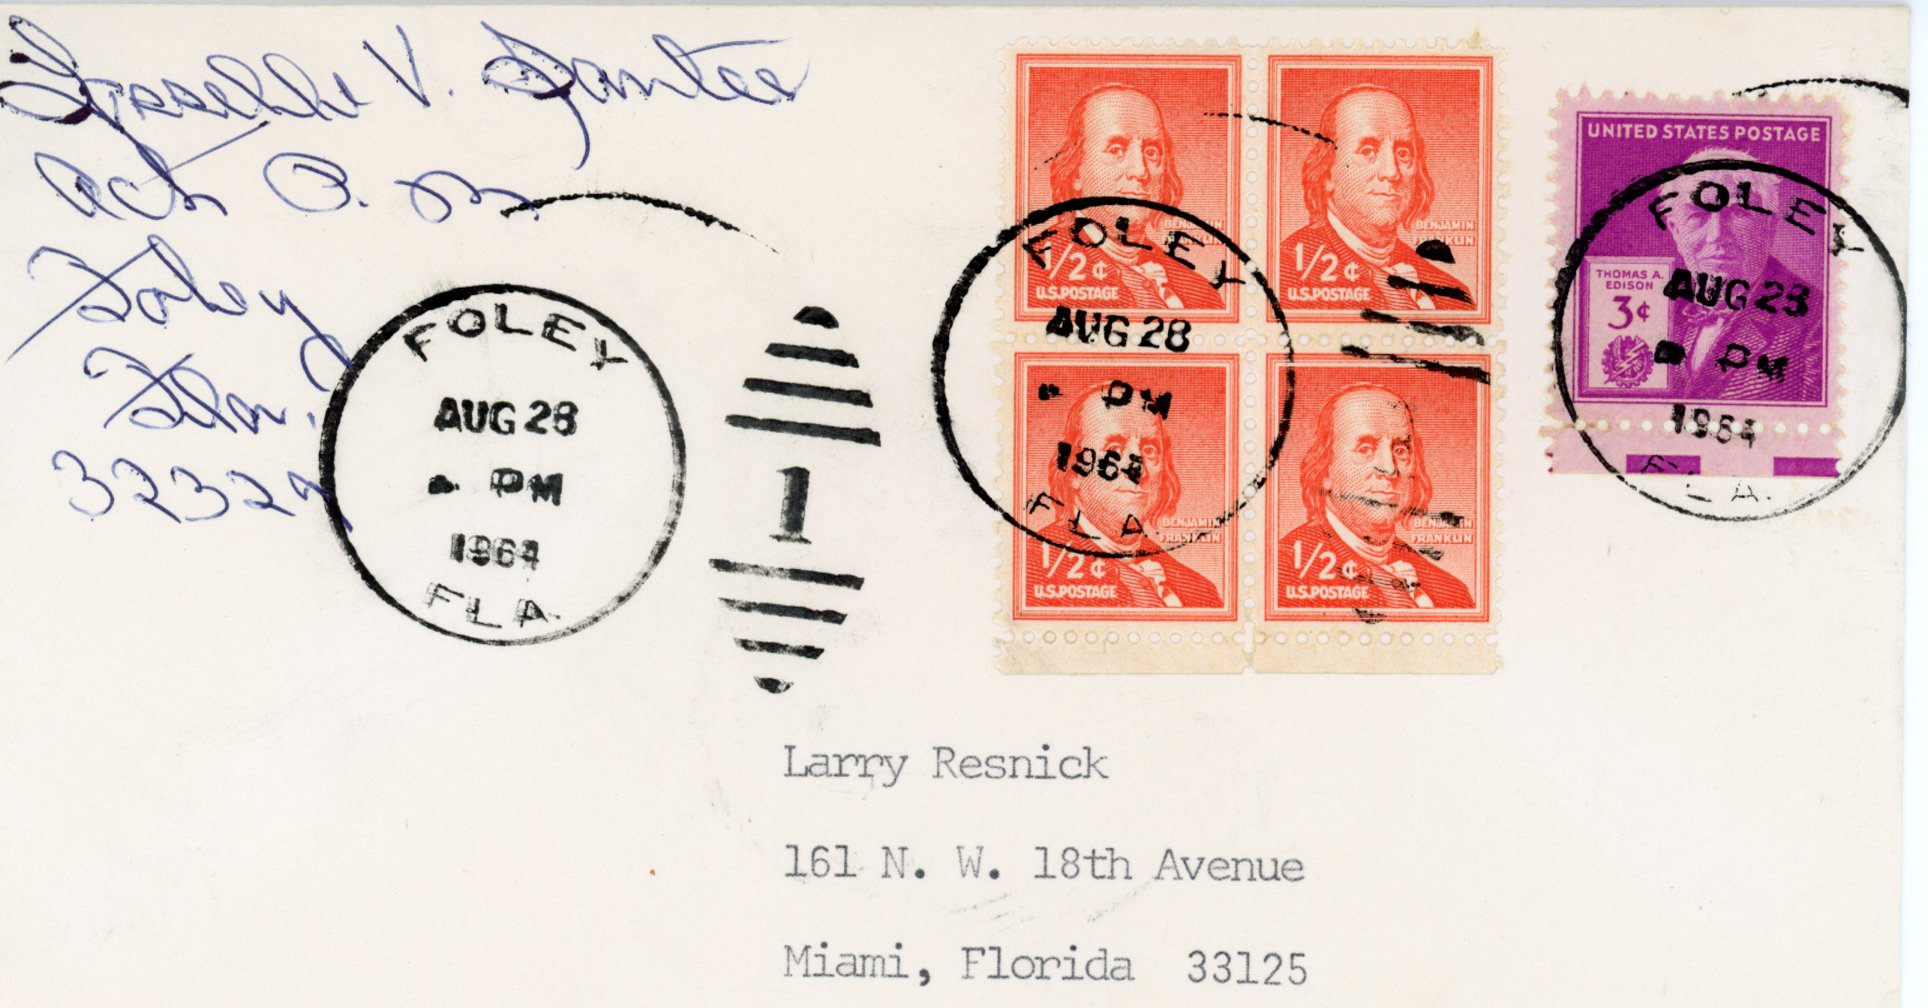 V.
Act P. M.
Foley
Fla.
32329
FOLEY
AUG 28
PM
1964
FLA.
1
BENJAMIN
FRANKLIN
1/2 ¢
U.S.POSTAGE
BENJAMIN
FRANKLIN
1/2 ¢
U.S.POSTAGE
BENJAMIN
FRANKLIN
1/2 ¢
U.S.POSTAGE
BENJAMIN
FRANKLIN
1/2 ¢
U.S.POSTAGE
FOLEY
AUG 28
PM
1964
FLA.
UNITED STATES POSTAGE
THOMAS A.
EDISON
3¢
FOLEY
AUG 28
PM
1964
FLA.
Larry Resnick
161 N. W. 18th Avenue
Miami, Florida 33125